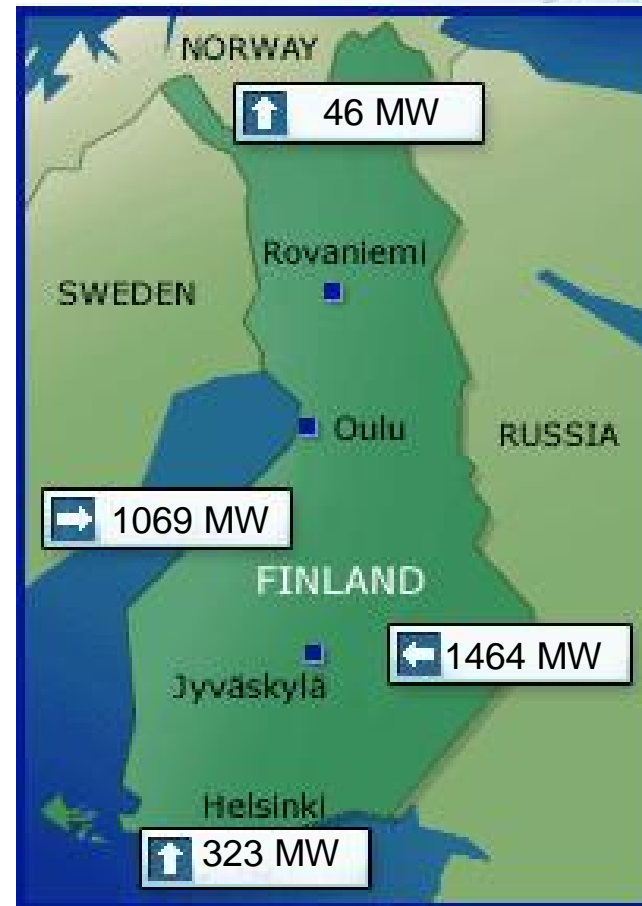 NORWAY
46 MW
Rovaniemi
SWEDEN
Oulu
RUSSIA
1069 MW
FINLAND
1464 MW
Jyväskylä
Helsinki
323 MW